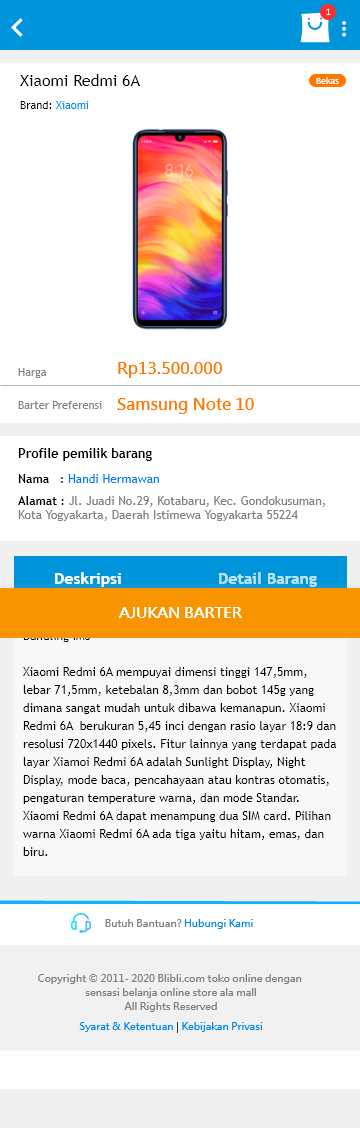 1
Xiaomi Redmi 6A
Bekas
Brand: Xiaomi
8:16
Harga Rp13.500.000
Barter Preferensi Samsung Note 10
Profile pemilik barang
Nama : Handi Hermawan
Alamat : Jl. Juadi No.29, Kotabaru, Kec. Gondokusuman,
Kota Yogyakarta, Daerah Istimewa Yogyakarta 55224
Deskripsi Detail Barang
AJUKAN BARTER
Xiaomi Redmi 6A mempuyai dimensi tinggi 147,5mm,
lebar 71,5mm, ketebalan 8,3mm dan bobot 145g yang
dimana sangat mudah untuk dibawa kemanapun. Xiaomi
Redmi 6A berukuran 5,45 inci dengan rasio layar 18:9 dan
resolusi 720x1440 pixels. Fitur lainnya yang terdapat pada
layar Xiamoi Redmi 6A adalah Sunlight Display, Night
Display, mode baca, pencahayaan atau kontras otomatis,
pengaturan temperature warna, dan mode Standar.
Xiaomi Redmi 6A dapat menampung dua SIM card. Pilihan
warna Xiaomi Redmi 6A ada tiga yaitu hitam, emas, dan
biru.
Butuh Bantuan? Hubungi Kami
Copyright © 2011- 2020 Blibli.com toko online dengan
sensasi belanja online store ala mall
All Rights Reserved
Syarat & Ketentuan | Kebijakan Privasi